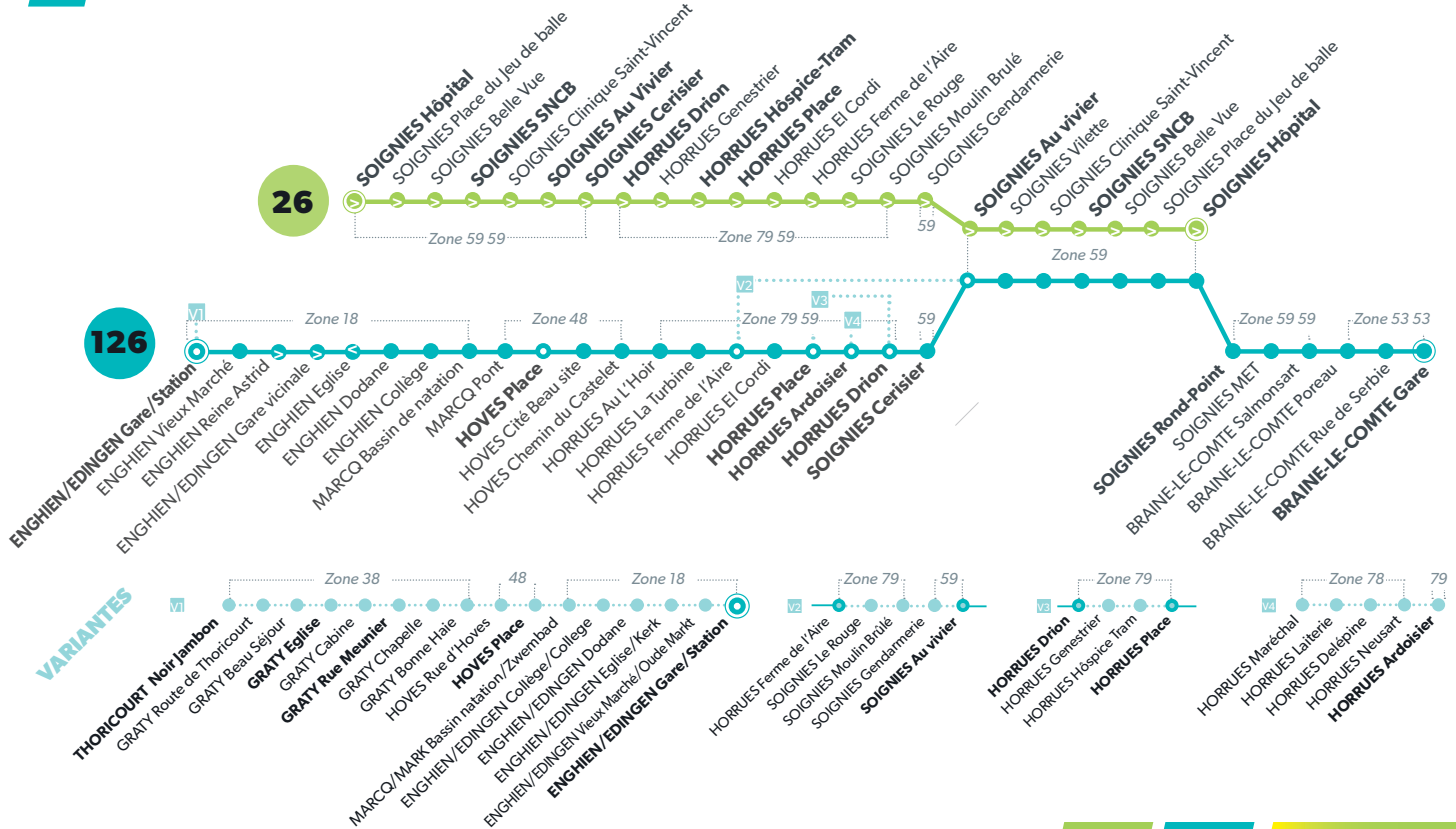 26
SOIGNIES Hôpital
SOIGNIES Place du Jeu de balle
SOIGNIES Belle Vue
SOIGNIES SNCB
SOIGNIES Clinique Saint-Vincent
SOIGNIES Au Vivier
SOIGNIES Cerisier
HORRUES Drion
HORRUES Genestrier
HORRUES Hôspice-Tram
HORRUES Place
HORRUES El Cordi
HORRUES Ferme de l'Aire
SOIGNIES Le Rouge
SOIGNIES Moulin Brulé
SOIGNIES Gendarmerie
SOIGNIES Au vivier
SOIGNIES Vilette
SOIGNIES Clinique Saint-Vincent
SOIGNIES SNCB
SOIGNIES Belle Vue
SOIGNIES Place du Jeu de balle
SOIGNIES Hôpital
Zone 59 59
Zone 79 59
59
Zone 59
126
V1
V2
V3
V4
Zone 18
Zone 48
Zone 79 59
59
Zone 59 59
Zone 53 53
ENGHIEN/EDINGEN Gare/Station
ENGHIEN Vieux Marché
ENGHIEN Reine Astrid
ENGHIEN/EDINGEN Gare vicinale
ENGHIEN Eglise
ENGHIEN Dodane
ENGHIEN Collège
MARCQ Bassin de natation
MARCQ Pont
HOVES Place
HOVES Cité Beau site
HOVES Chemin du Castelet
HORRUES Au L'Hoir
HORRUES La Turbine
HORRUES Ferme de l'Aire
HORRUES El Cordi
HORRUES Place
HORRUES Ardoisier
HORRUES Drion
SOIGNIES Cerisier
SOIGNIES Rond-Point
SOIGNIES MET
BRAINE-LE-COMTE Salmonsart
BRAINE-LE-COMTE Poreau
BRAINE-LE-COMTE Rue de Serbie
BRAINE-LE-COMTE Gare
VARIANTES
V1
Zone 38
48
Zone 18
THORICOURT Noir Jambon
GRATY Route de Thoricourt
GRATY Beau Séjour
GRATY Eglise
GRATY Cabine
GRATY Rue Meunier
GRATY Chapelle
GRATY Bonne Haie
HOVES Rue d'Hoves
HOVES Place
MARCQ/MARK Bassin natation/Zwembad
ENGHIEN/EDINGEN Collège/College
ENGHIEN/EDINGEN Dodane
ENGHIEN/EDINGEN Eglise/Kerk
ENGHIEN/EDINGEN Vieux Marché/Oude Markt
ENGHIEN/EDINGEN Gare/Station
V2
Zone 79
59
HORRUES Ferme de l'Aire
SOIGNIES Le Rouge
SOIGNIES Moulin Brûlé
SOIGNIES Gendarmerie
SOIGNIES Au vivier
V3
Zone 79
HORRUES Drion
HORRUES Genestrier
HORRUES Hôspice Tram
HORRUES Place
V4
Zone 78
79
HORRUES Maréchal
HORRUES Laiterie
HORRUES Delépine
HORRUES Neusart
HORRUES Ardoisier